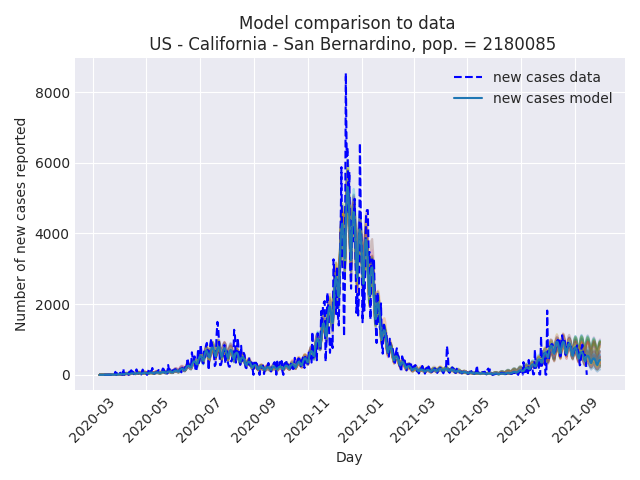 Model comparison to data
US - California - San Bernardino, pop. = 2180085
new cases data
new cases model
Number of new cases reported
8000
6000
4000
2000
0
2020-03
2020-05
2020-07
2020-09
2020-11
2021-01
2021-03
2021-05
2021-07
2021-09
Day